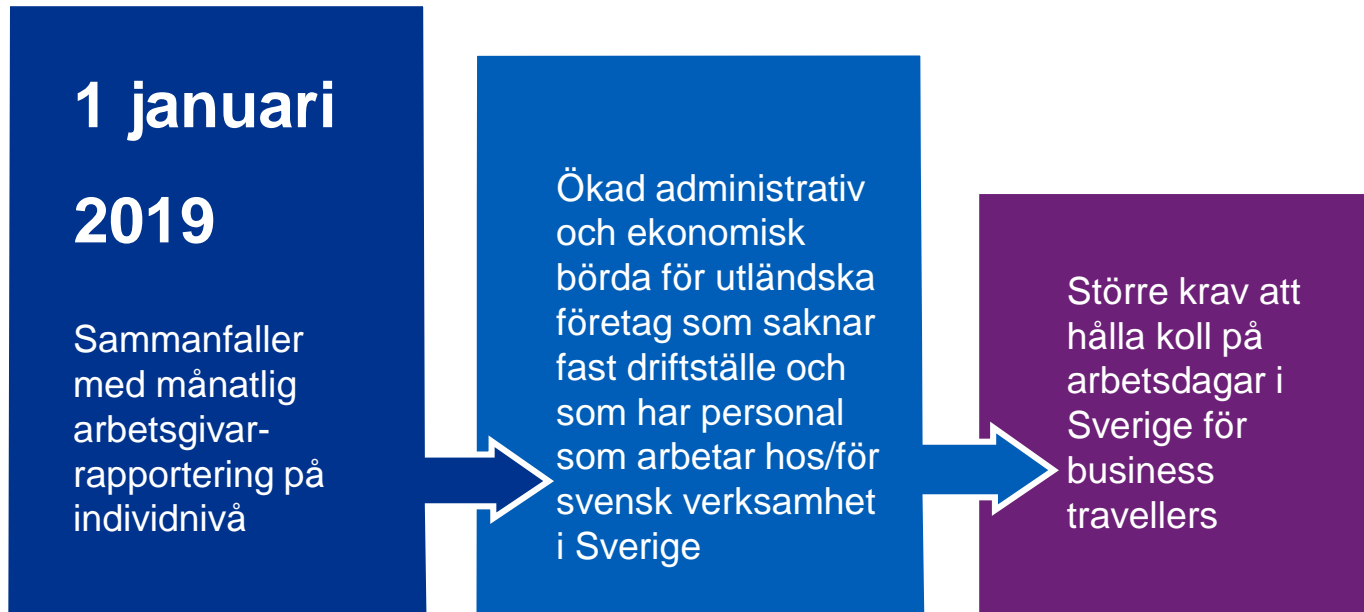 1 januari
2019
Sammanfaller
med månatlig
arbetsgivar-
rapportering på
individnivå
Ökad administrativ
och ekonomisk
börda för utländska
företag som saknar
fast driftställe och
som har personal
som arbetar hos/för
svensk verksamhet
i Sverige
Större krav att
hålla koll på
arbetsdagar i
Sverige för
business
travellers